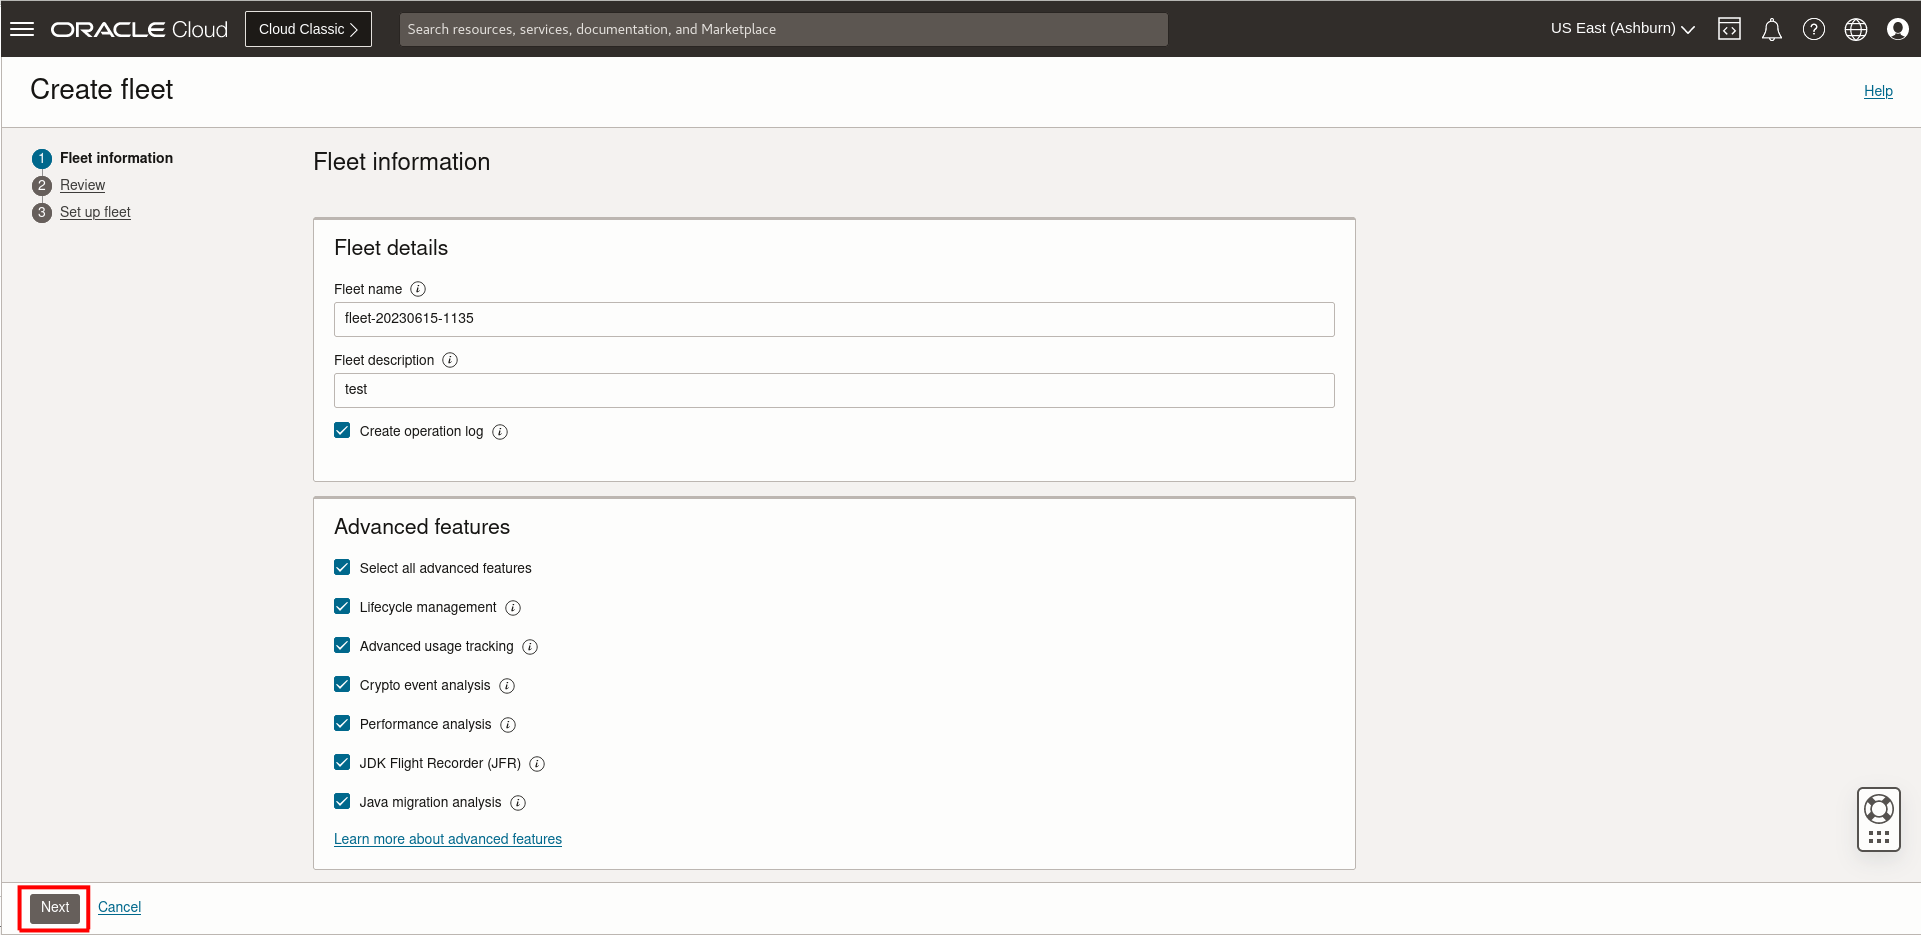 ORACLE Cloud
Cloud Classic
Search resources, services, documentation, and Marketplace
US East (Ashburn)
Create fleet
Help
1 Fleet information
2 Review
3 Set up fleet
Fleet information
Fleet details
Fleet name
fleet-20230615-1135
Fleet description
test
Create operation log
Advanced features
Select all advanced features
Lifecycle management
Advanced usage tracking
Crypto event analysis
Performance analysis
JDK Flight Recorder (JFR)
Java migration analysis
Learn more about advanced features
Next
Cancel